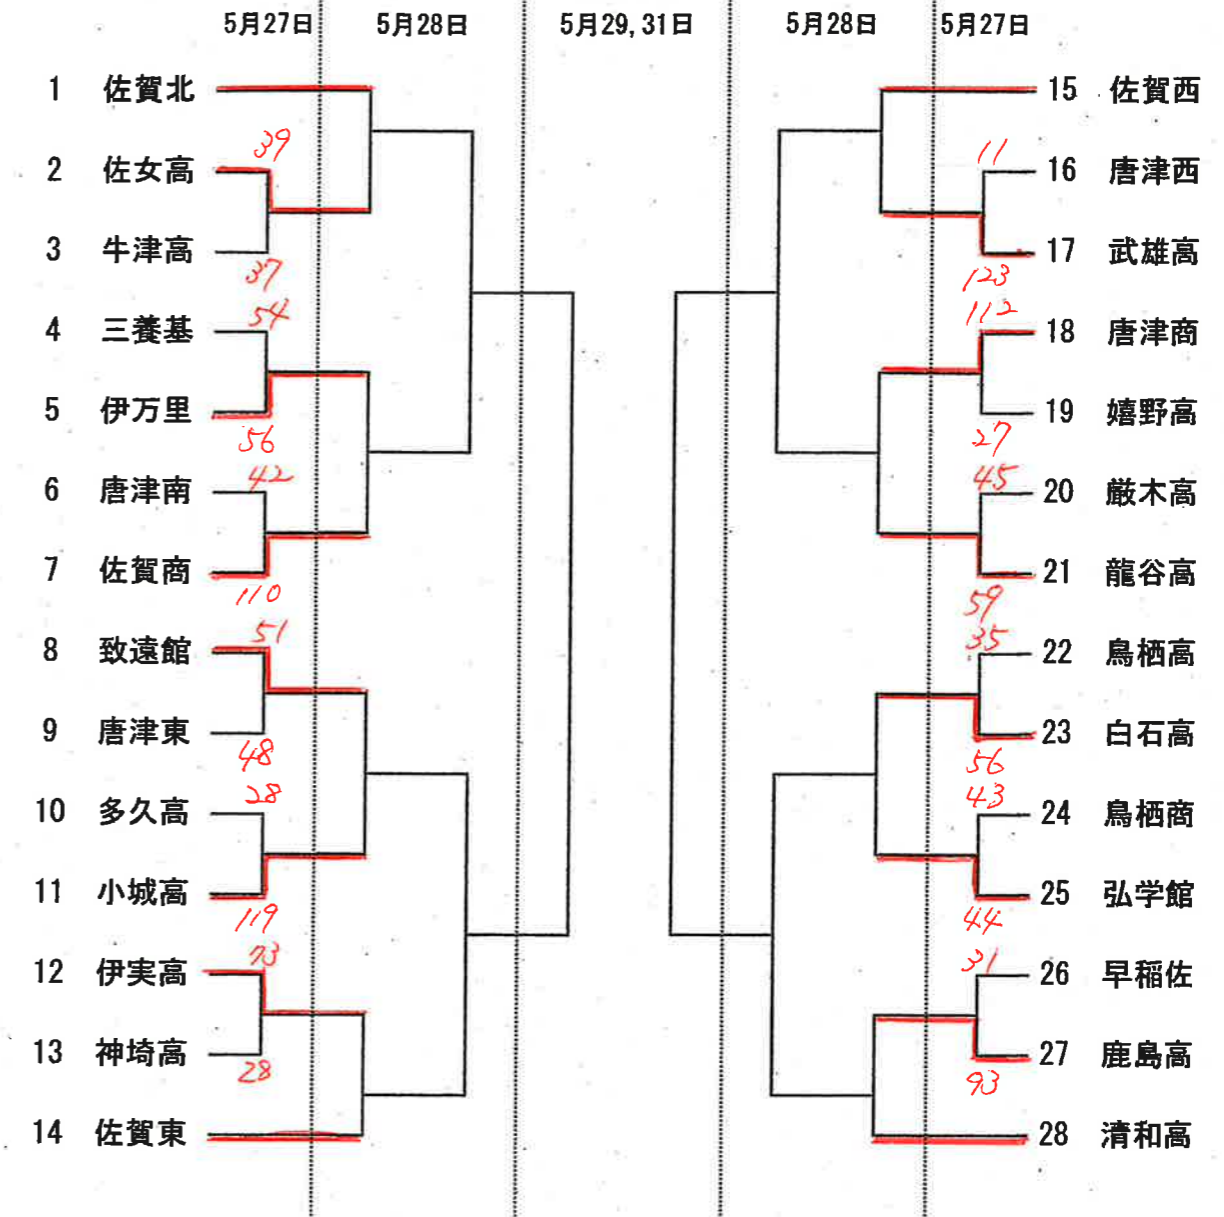 5月27日 5月28日 5月29,31日 5月28日 5月27日
1 佐賀北
39
2 佐女高
3 牛津高
37
54
4 三養基
5 伊万里
56
42
6 唐津南
7 佐賀商
110
51
8 致遠館
9 唐津東
48
28
10 多久高
11 小城高
119
73
12 伊実高
13 神埼高
28
14 佐賀東
15 佐賀西
11
16 唐津西
17 武雄高
123
112
18 唐津商
19 嬉野高
27
45
20 厳木高
21 龍谷高
59
35
22 鳥栖高
23 白石高
56
43
24 鳥栖商
25 弘学館
44
31
26 早稲佐
27 鹿島高
93
28 清和高